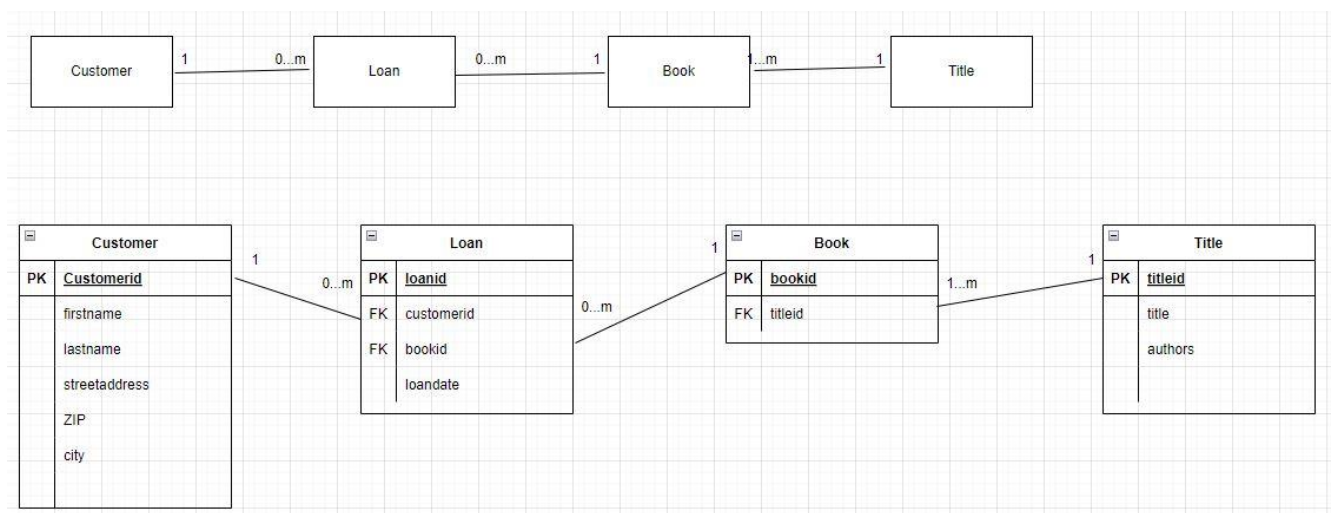 1 0...m 0...m 1 1...m 1
Customer Loan Book Title
Customer Loan Book Title
1 1 1
PK Customerid 0...m PK loanid PK bookid 1...m PK titleid
firstname FK customerid 0...m FK titleid title
lastname FK bookid authors
streetaddress loandate
ZIP
city